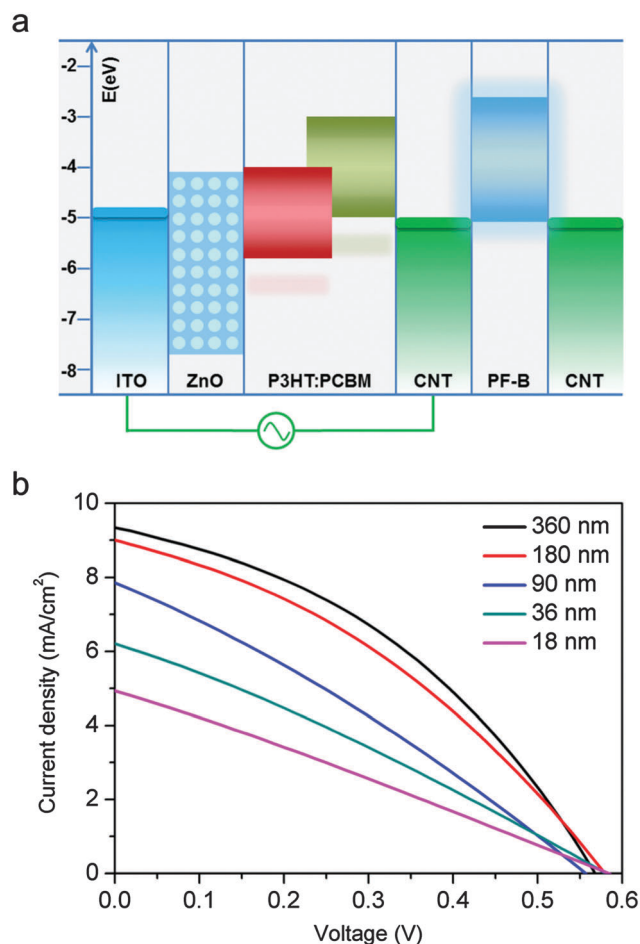 a
E(eV)
-2
-3
-4
-5
-6
-7
-8
ITO ZnO P3HT:PCBM CNT PF-B CNT
b
10
8
6
4
2
0
Current density (mA/cm²)
360 nm
180 nm
90 nm
36 nm
18 nm
0.0 0.1 0.2 0.3 0.4 0.5 0.6
Voltage (V)